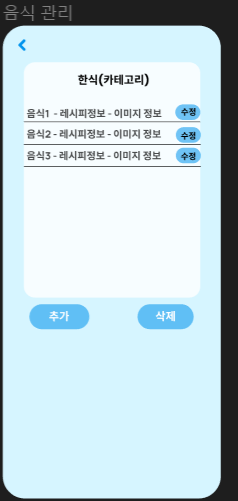 음식 관리
한식(카테고리)
음식1 - 레시피정보 - 이미지 정보 수정
음식2 - 레시피정보 - 이미지 정보 수정
음식3 - 레시피정보 - 이미지 정보 수정
추가 삭제